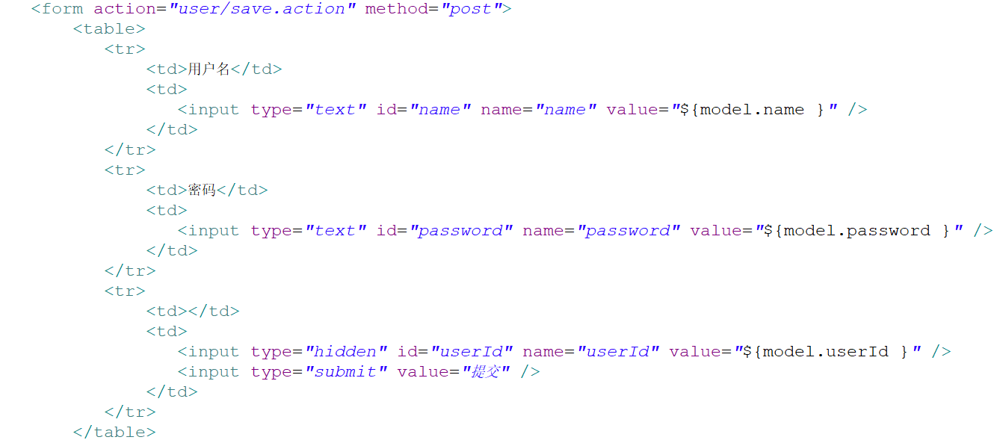 <form action="user/save.action" method="post">
<table>
<tr>
<td>用户名</td>
<td>
<input type="text" id="name" name="name" value="${model.name }" />
</td>
</tr>
<tr>
<td>密码</td>
<td>
<input type="text" id="password" name="password" value="${model.password }" />
</td>
</tr>
<tr>
<td></td>
<td>
<input type="hidden" id="userId" name="userId" value="${model.userId }" />
<input type="submit" value="提交" />
</td>
</tr>
</table>